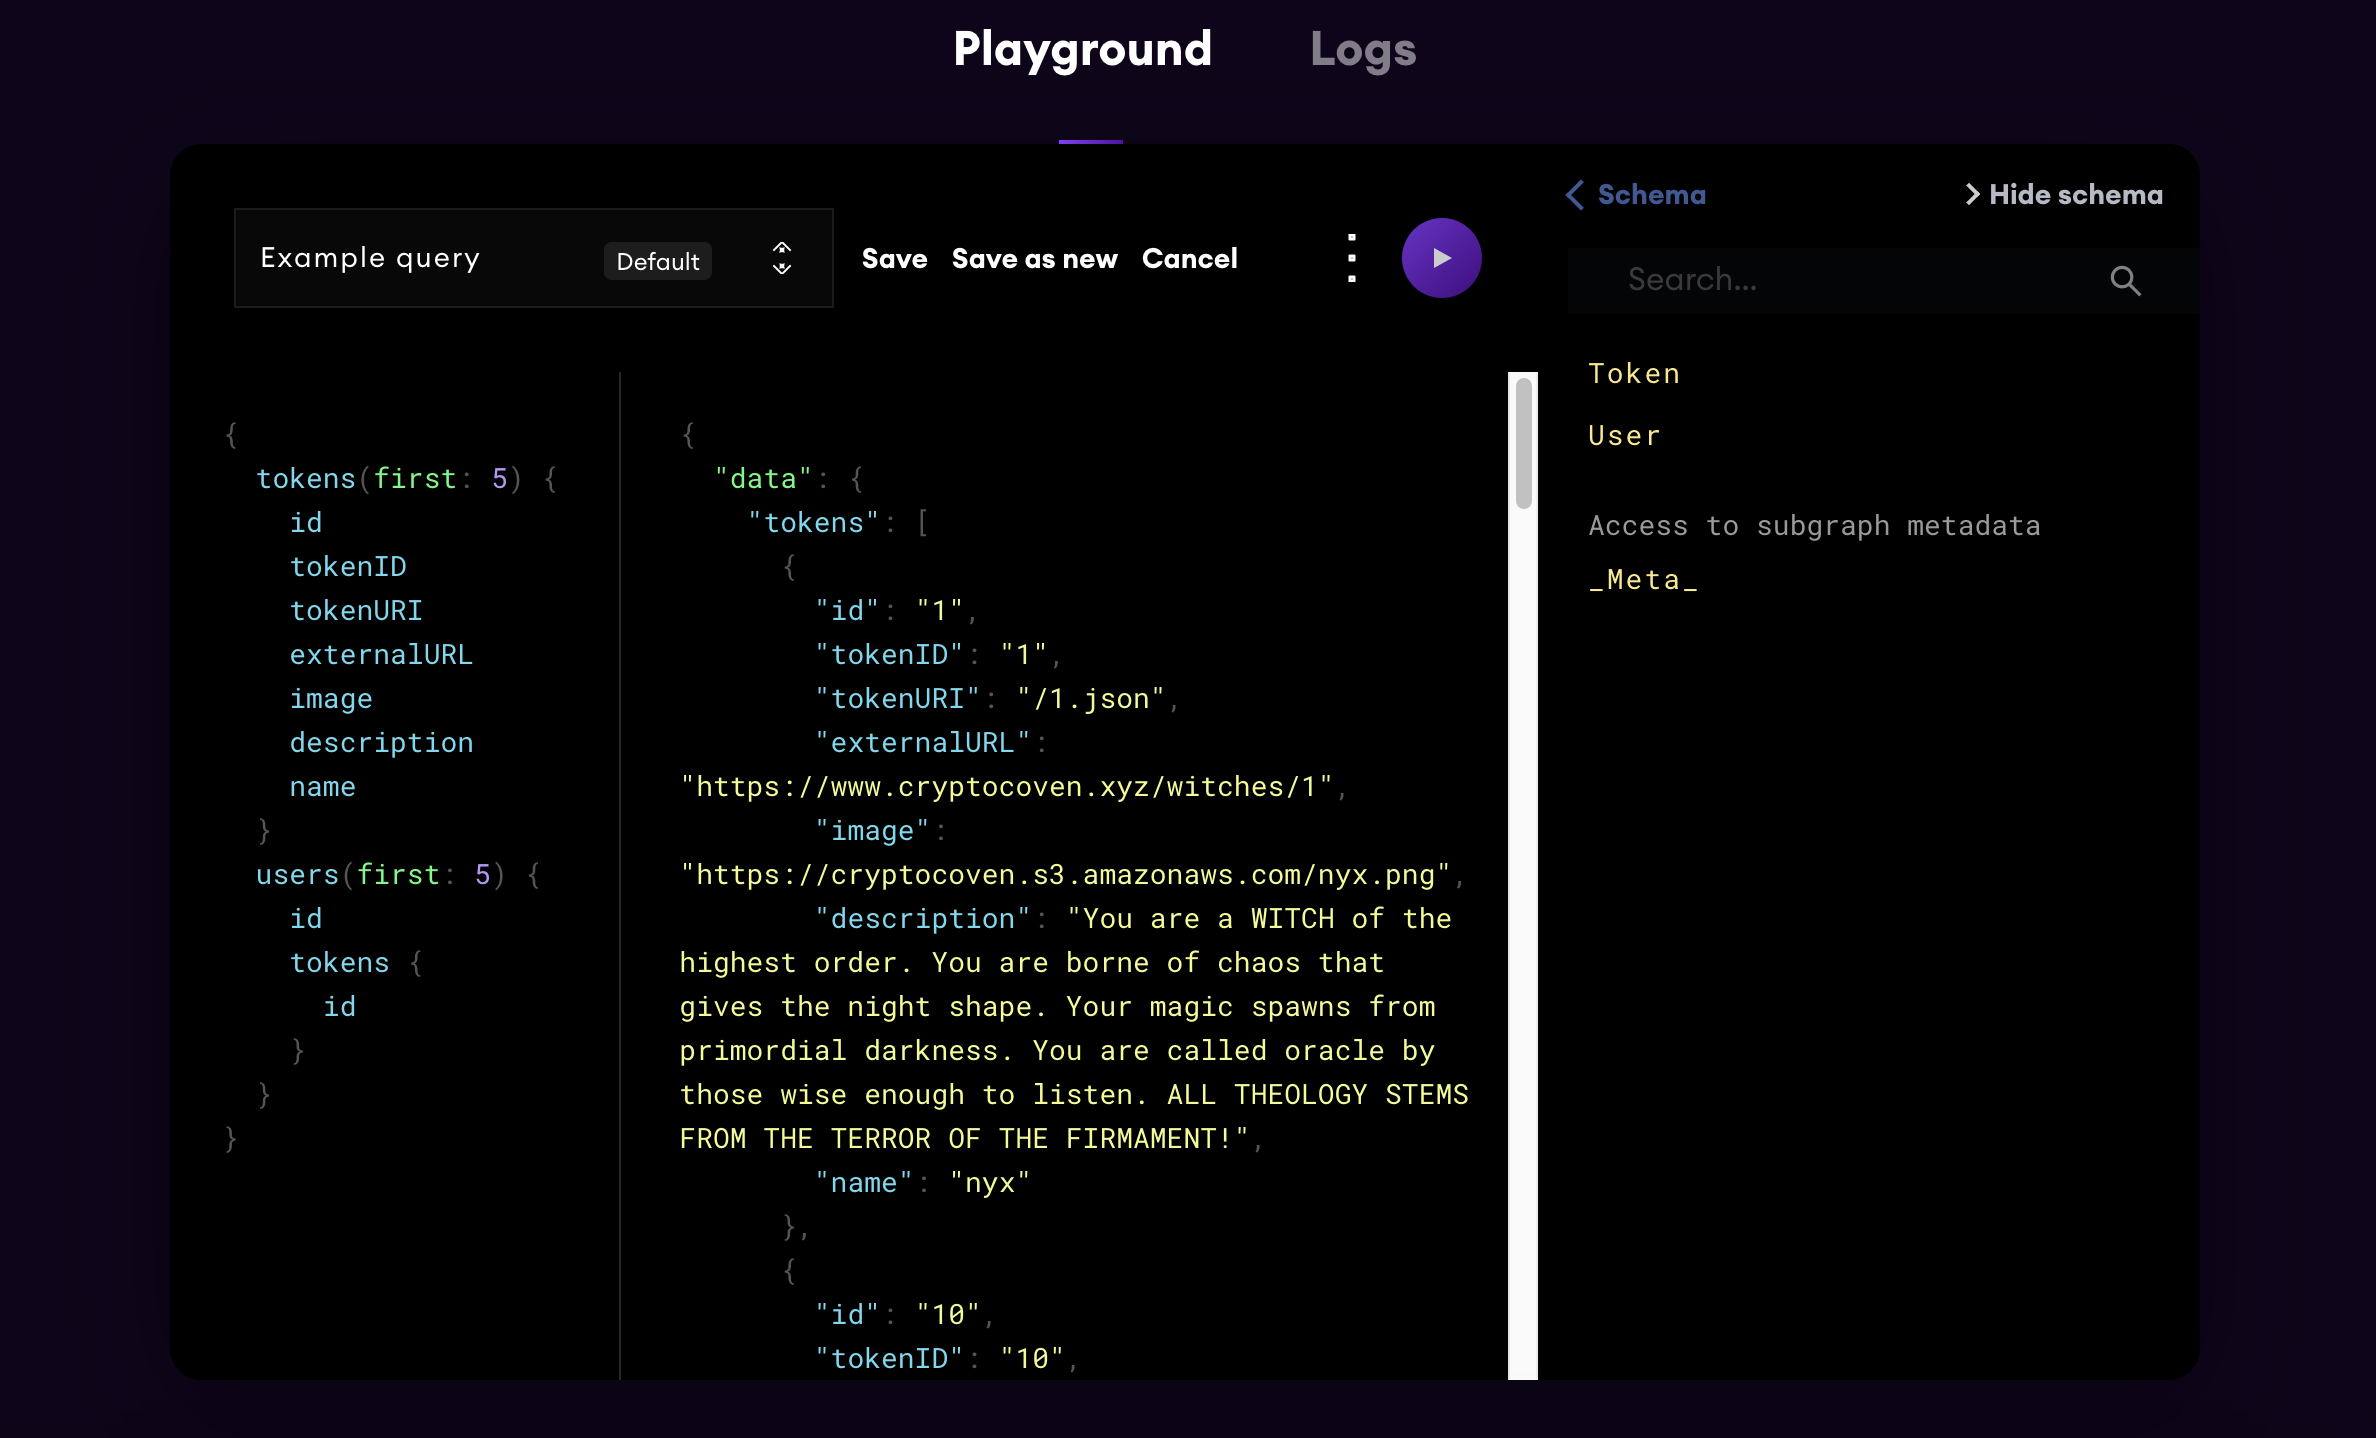 Playground Logs
Example query Default Save Save as new Cancel
{
  tokens(first: 5) {
    id
    tokenID
    tokenURI
    externalURL
    image
    description
    name
  }
  users(first: 5) {
    id
    tokens {
      id
    }
  }
}
{
  "data": {
    "tokens": [
      {
        "id": "1",
        "tokenID": "1",
        "tokenURI": "/1.json",
        "externalURL":
"https://www.cryptocoven.xyz/witches/1",
        "image":
"https://cryptocoven.s3.amazonaws.com/nyx.png",
        "description": "You are a WITCH of the
highest order. You are borne of chaos that
gives the night shape. Your magic spawns from
primordial darkness. You are called oracle by
those wise enough to listen. ALL THEOLOGY STEMS
FROM THE TERROR OF THE FIRMAMENT!",
        "name": "nyx"
      },
      {
        "id": "10",
        "tokenID": "10",
Schema Hide schema
Search...
Token
User
Access to subgraph metadata
_Meta_